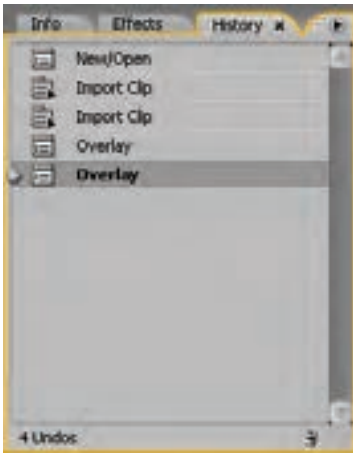 Info Effects History
New/Open
Import Clip
Import Clip
Overlay
Overlay
4 Undos